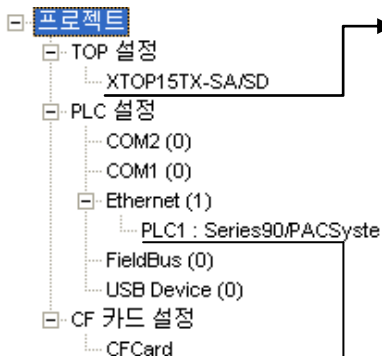 프로젝트
TOP 설정
XTOP15TX-SA/SD
PLC 설정
COM2 (0)
COM1 (0)
Ethernet (1)
PLC1 : Series90/PACSyste
FieldBus (0)
USB Device (0)
CF 카드 설정
CFCard